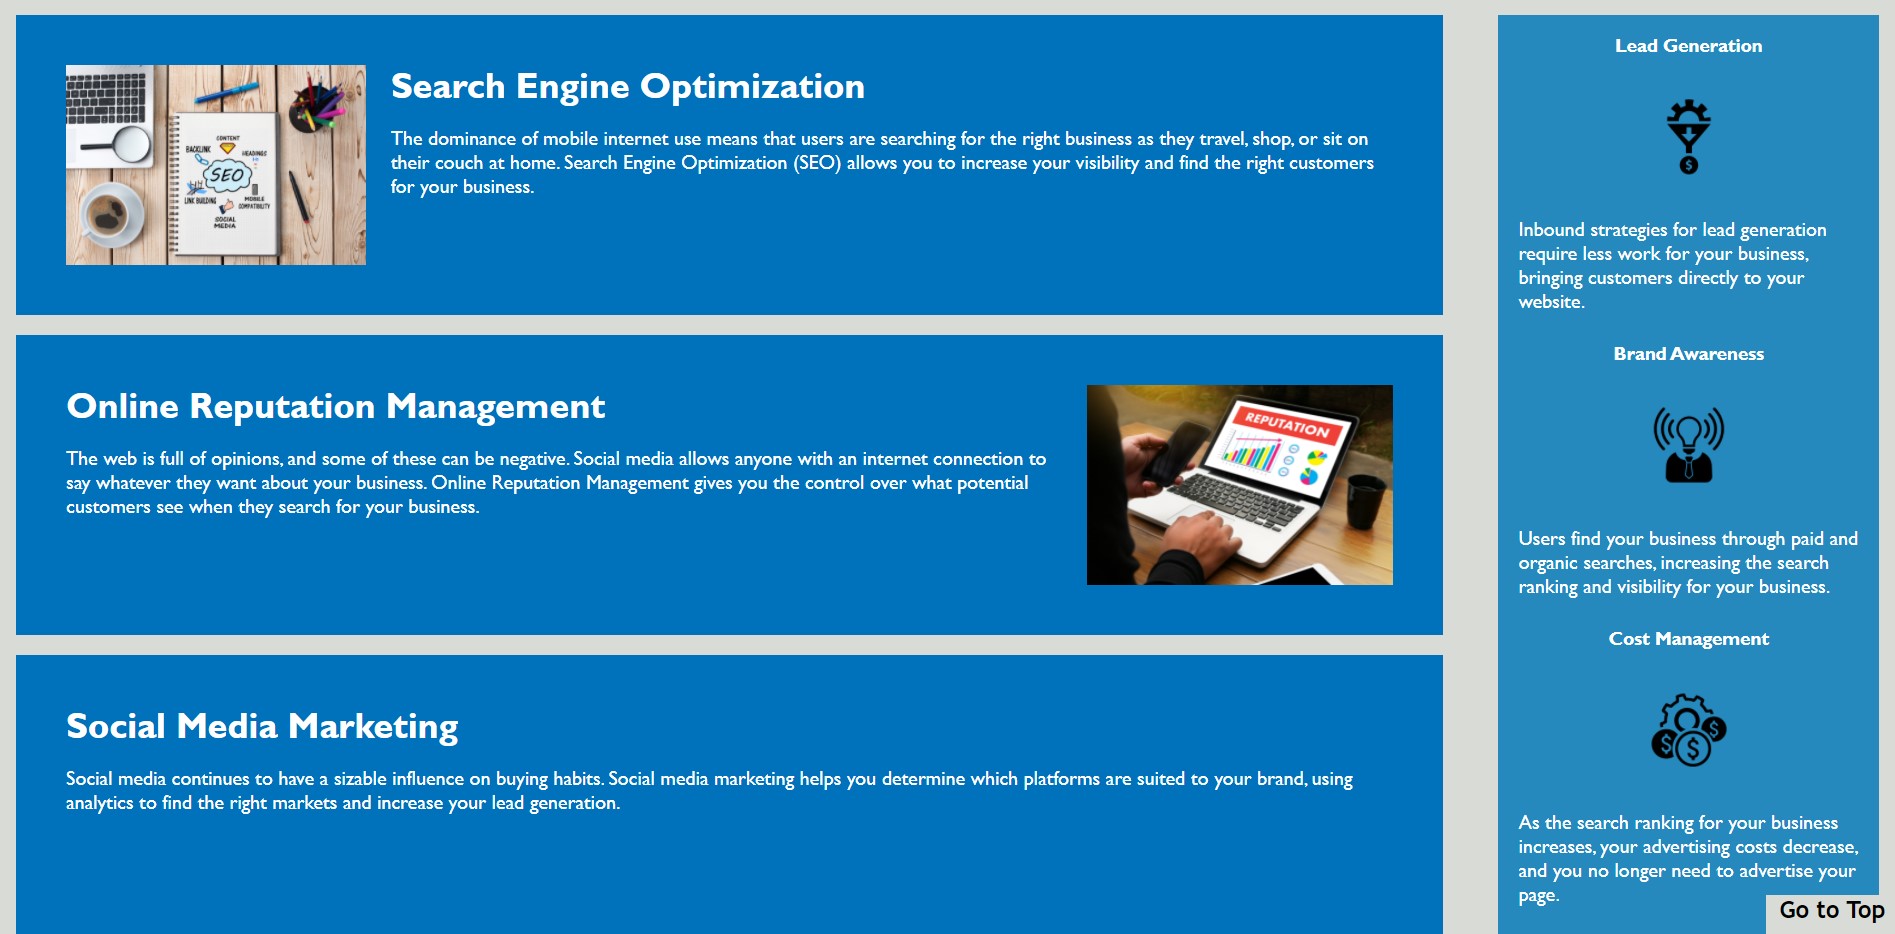 Search Engine Optimization
The dominance of mobile internet use means that users are searching for the right business as they travel, shop, or sit on
their couch at home. Search Engine Optimization (SEO) allows you to increase your visibility and find the right customers
for your business.
CONTENT
BACKLINK
HEADINGS
SEO
LINK BUILDING
MOBILE
COMPATIBILITY
SOCIAL
MEDIA
Online Reputation Management
The web is full of opinions, and some of these can be negative. Social media allows anyone with an internet connection to
say whatever they want about your business. Online Reputation Management gives you the control over what potential
customers see when they search for your business.
REPUTATION
Social Media Marketing
Social media continues to have a sizable influence on buying habits. Social media marketing helps you determine which platforms are suited to your brand, using
analytics to find the right markets and increase your lead generation.
Lead Generation
$
Inbound strategies for lead generation
require less work for your business,
bringing customers directly to your
website.
Brand Awareness
Users find your business through paid and
organic searches, increasing the search
ranking and visibility for your business.
Cost Management
$ $ $
As the search ranking for your business
increases, your advertising costs decrease,
and you no longer need to advertise your
page.
Go to Top